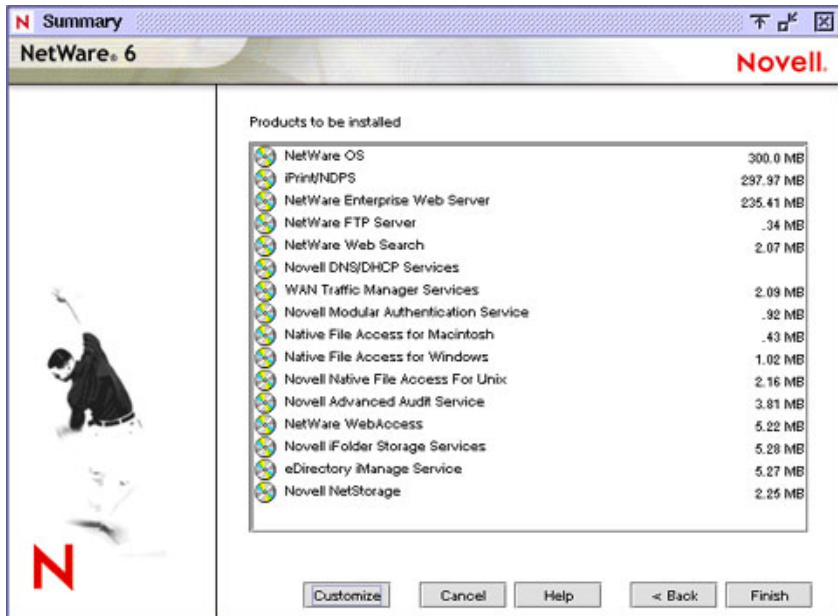 N Summary
NetWare® 6
Novell.
Products to be installed
NetWare OS 300.0 MB
iPrint/NDPS 297.97 MB
NetWare Enterprise Web Server 235.41 MB
NetWare FTP Server .34 MB
NetWare Web Search 2.07 MB
Novell DNS/DHCP Services
WAN Traffic Manager Services 2.09 MB
Novell Modular Authentication Service .92 MB
Native File Access for Macintosh .43 MB
Native File Access for Windows 1.02 MB
Novell Native File Access For Unix 2.16 MB
Novell Advanced Audit Service 3.81 MB
NetWare WebAccess 5.22 MB
Novell iFolder Storage Services 5.28 MB
eDirectory iManage Service 5.27 MB
Novell NetStorage 2.25 MB
N
Customize Cancel Help < Back Finish